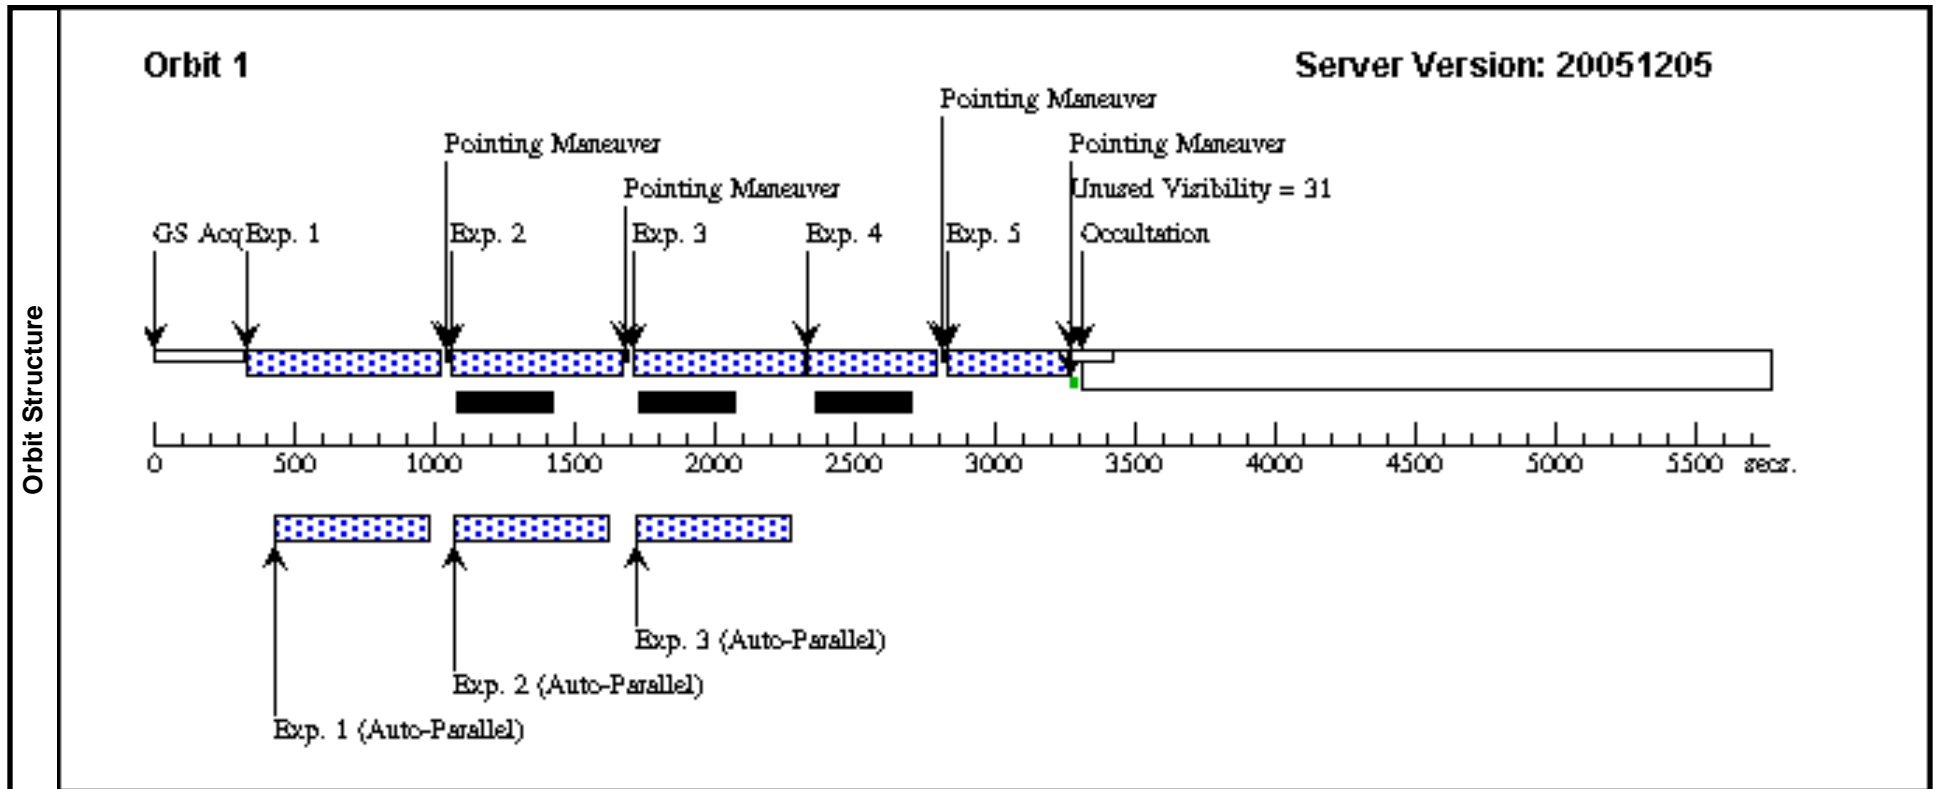 Orbit Structure
Orbit 1
Server Version: 20051205
Pointing Maneuver
Pointing Maneuver
Pointing Maneuver
Pointing Maneuver
Unused Visibility = 31
GS Acq Exp. 1 Exp. 2 Exp. 3 Exp. 4 Exp. 5 Occultation
0 500 1000 1500 2000 2500 3000 3500 4000 4500 5000 5500 secs.
Exp. 3 (Auto-Parallel)
Exp. 2 (Auto-Parallel)
Exp. 1 (Auto-Parallel)